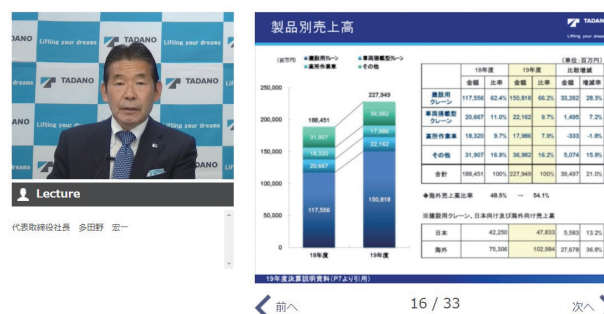 DANO
Lifting your dreams
TADANO
Lifting your dreams
TADANO
TADANO
TADANO
Lecture
代表取締役社長 多田野 宏一
製品別売上高
TADANO
Lifting your dreams
(百万円)
■建設用クレーン ■車両搭載型クレーン
■高所作業車 ■その他
250,000
200,000
150,000
100,000
50,000
0
188,451
31,907
18,320
20,667
117,556
18年度
227,949
36,982
17,986
22,162
150,818
19年度
(単位:百万円)
18年度 19年度 比較増減
金額 比率 金額 比率 金額 増減率
建設用クレーン 117,556 62.4% 150,818 66.2% 33,262 28.3%
車両搭載型クレーン 20,667 11.0% 22,162 9.7% 1,495 7.2%
高所作業車 18,320 9.7% 17,986 7.9% -333 -1.8%
その他 31,907 16.9% 36,982 16.2% 5,074 15.9%
合計 188,451 100% 227,949 100% 39,497 21.0%
◆海外売上高比率 48.5% → 54.1%
※建設用クレーン、日本向け及び海外向け売上高
日本 42,250 47,833 5,583 13.2%
海外 75,306 102,984 27,678 36.8%
19年度決算説明資料(P7より引用)
前へ
16 / 33
次へ